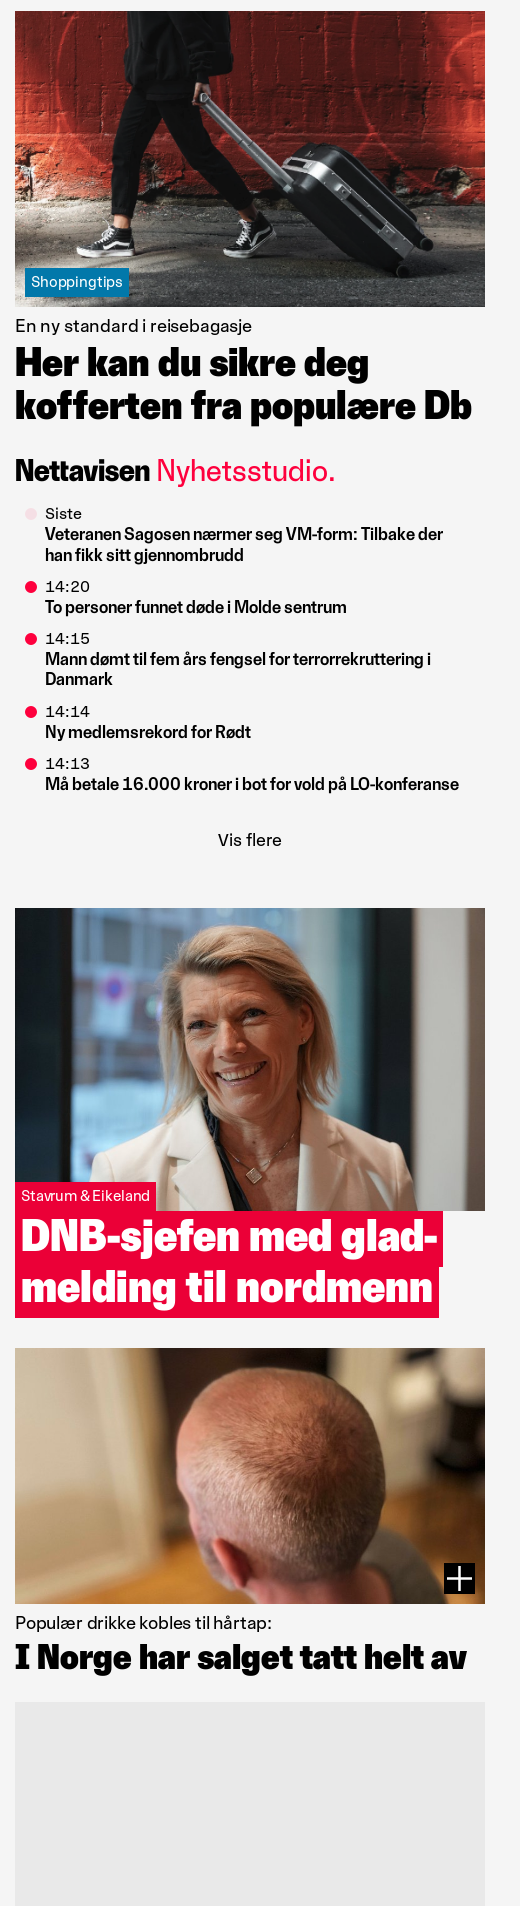 Shoppingtips
En ny standard i reisebagasje
Her kan du sikre deg
kofferten fra populære Db
Nettavisen Nyhetsstudio.
Siste
Veteranen Sagosen nærmer seg VM-form: Tilbake der
han fikk sitt gjennombrudd
14:20
To personer funnet døde i Molde sentrum
14:15
Mann dømt til fem års fengsel for terrorrekruttering i
Danmark
14:14
Ny medlemsrekord for Rødt
14:13
Må betale 16.000 kroner i bot for vold på LO-konferanse
Vis flere
Stavrum & Eikeland
DNB-sjefen med glad-
melding til nordmenn
Populær drikke kobles til hårtap:
I Norge har salget tatt helt av